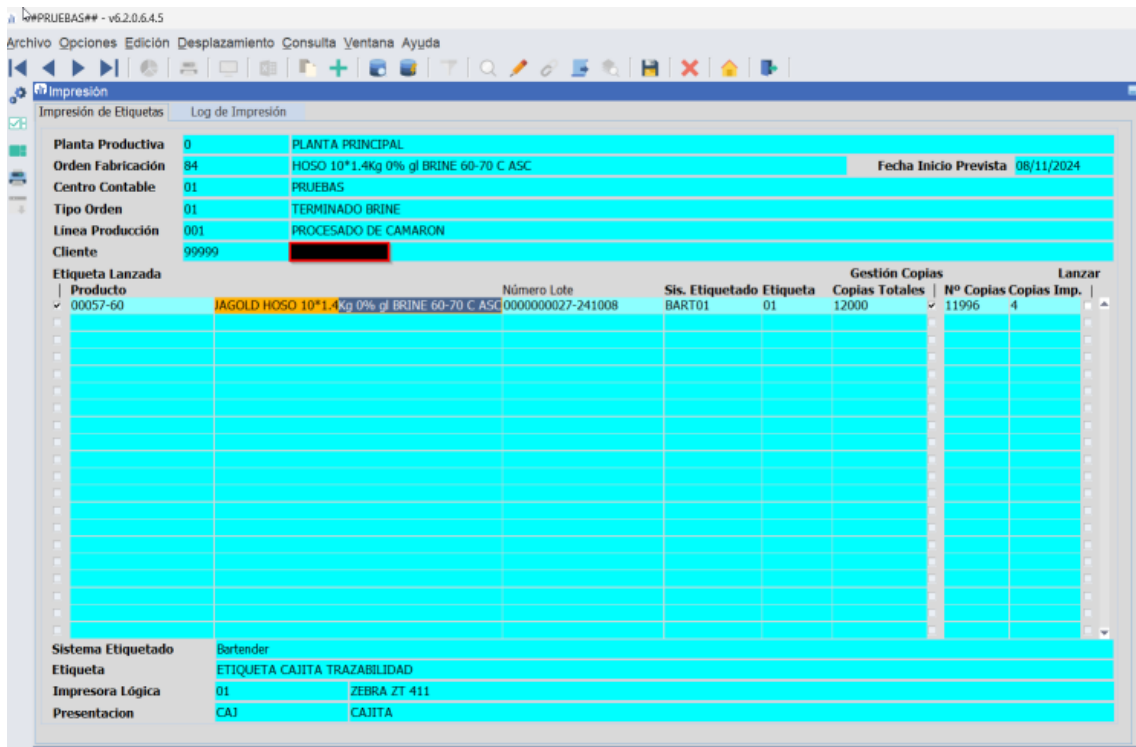 ##PRUEBAS## - v6.2.0.6.4.5
Archivo Opciones Edición Desplazamiento Consulta Ventana Ayuda
Impresión
Impresión de Etiquetas Log de Impresión
Planta Productiva 0 PLANTA PRINCIPAL
Orden Fabricación 84 HOSO 10*1.4Kg 0% gl BRINE 60-70 C ASC Fecha Inicio Prevista 08/11/2024
Centro Contable 01 PRUEBAS
Tipo Orden 01 TERMINADO BRINE
Línea Producción 001 PROCESADO DE CAMARON
Cliente 99999
Etiqueta Lanzada Gestión Copias Lanzar
Producto Número Lote Sis. Etiquetado Etiqueta Copias Totales Nº Copias Copias Imp.
00057-60 JAGOLD HOSO 10*1.4Kg 0% gl BRINE 60-70 C ASC 0000000027-241008 BART01 01 12000 11996 4
Sistema Etiquetado Bartender
Etiqueta ETIQUETA CAJITA TRAZABILIDAD
Impresora Lógica 01 ZEBRA ZT 411
Presentacion CAJ CAJITA